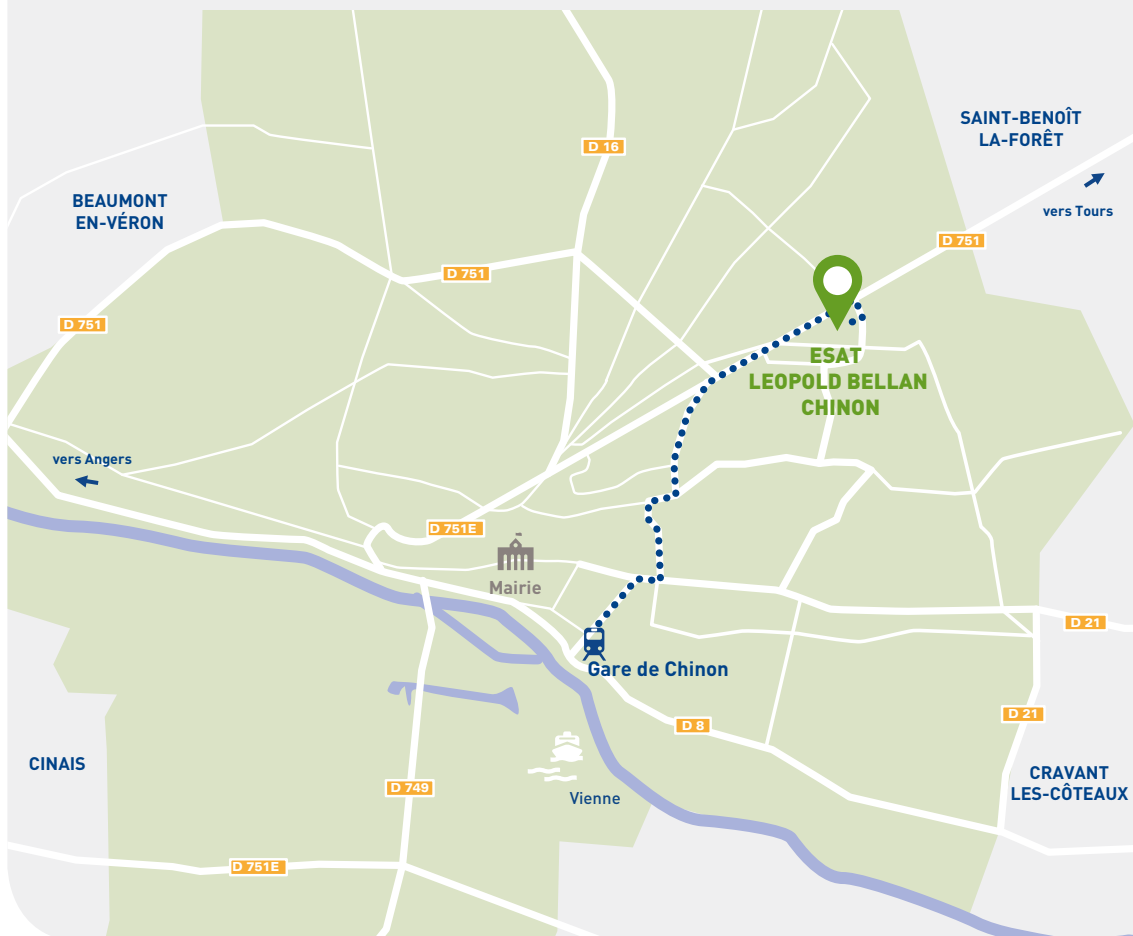 SAINT-BENOÎT
LA-FORÊT
D 16
BEAUMONT
EN-VÉRON
vers Tours
D 751
D 751
D 751
ESAT
LEOPOLD BELLAN
CHINON
vers Angers
D 751E
Mairie
D 21
Gare de Chinon
D 21
D 8
CINAIS
CRAVANT
LES-CÔTEAUX
D 749
Vienne
D 751E